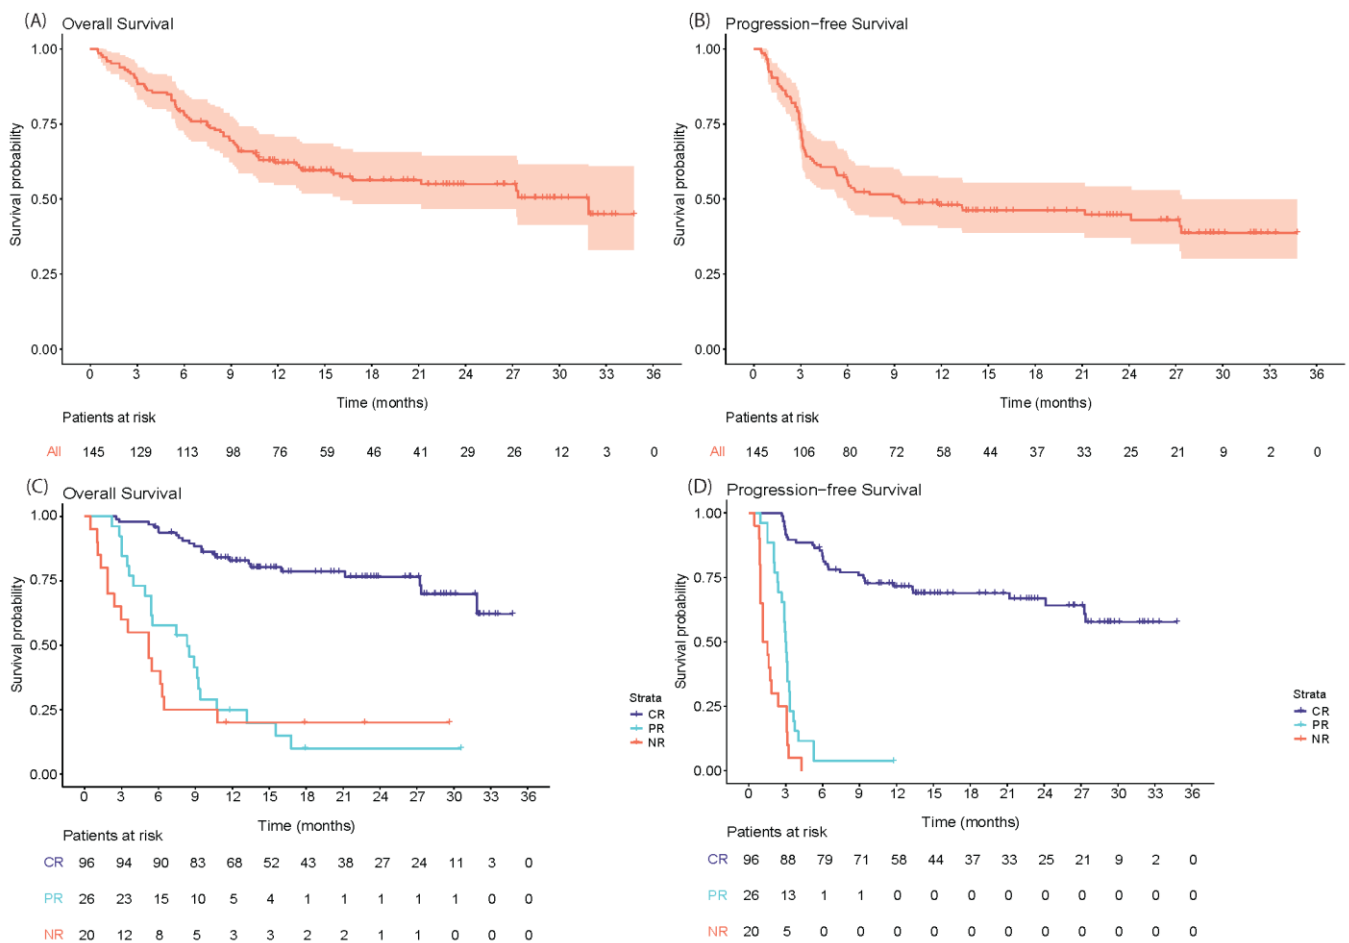 (A) Overall Survival
1.00
0.75
0.50
0.25
0.00
Survival probability
0 3 6 9 12 15 18 21 24 27 30 33 36
Time (months)
Patients at risk
All 145 129 113 98 76 59 46 41 29 26 12 3 0
(B) Progression-free Survival
1.00
0.75
0.50
0.25
0.00
Survival probability
0 3 6 9 12 15 18 21 24 27 30 33 36
Time (months)
Patients at risk
All 145 106 80 72 58 44 37 33 25 21 9 2 0
(C) Overall Survival
1.00
0.75
0.50
0.25
0.00
Survival probability
0 3 6 9 12 15 18 21 24 27 30 33 36
Time (months)
Strata
CR
PR
NR
Patients at risk
CR 96 94 90 83 68 52 43 38 27 24 11 3 0
PR 26 23 15 10 5 4 1 1 1 1 1 0 0
NR 20 12 8 5 3 3 2 2 1 1 0 0 0
(D) Progression-free Survival
1.00
0.75
0.50
0.25
0.00
Survival probability
0 3 6 9 12 15 18 21 24 27 30 33 36
Time (months)
Strata
CR
PR
NR
Patients at risk
CR 96 88 79 71 58 44 37 33 25 21 9 2 0
PR 26 13 1 1 0 0 0 0 0 0 0 0 0
NR 20 5 0 0 0 0 0 0 0 0 0 0 0